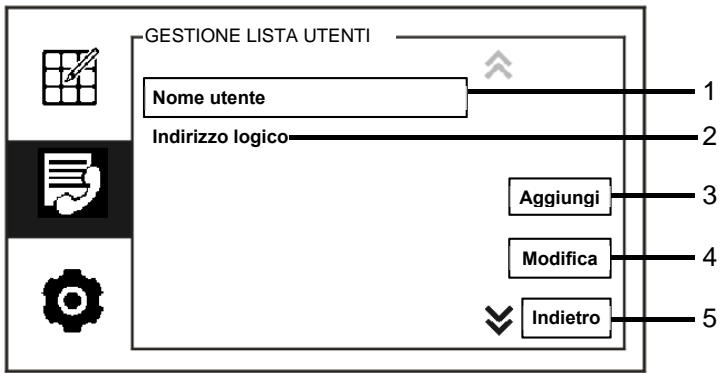 GESTIONE LISTA UTENTI
Nome utente
1
Indirizzo logico
2
Aggiungi
3
Modifica
4
Indietro
5